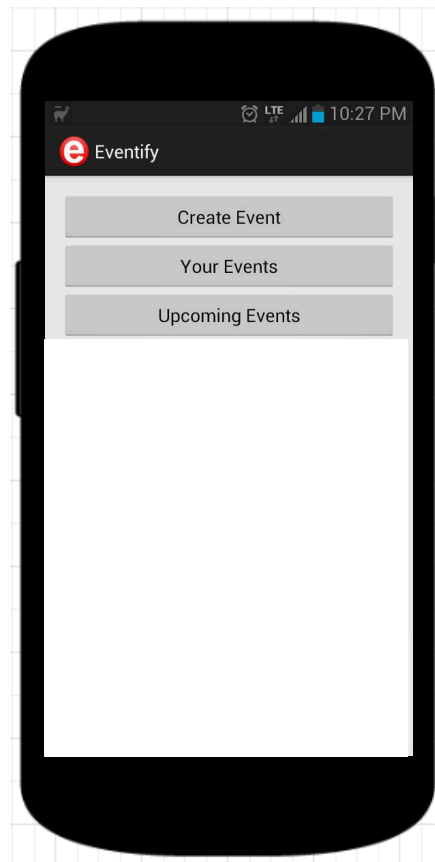 LTE 10:27 PM
e Eventify
Create Event
Your Events
Upcoming Events